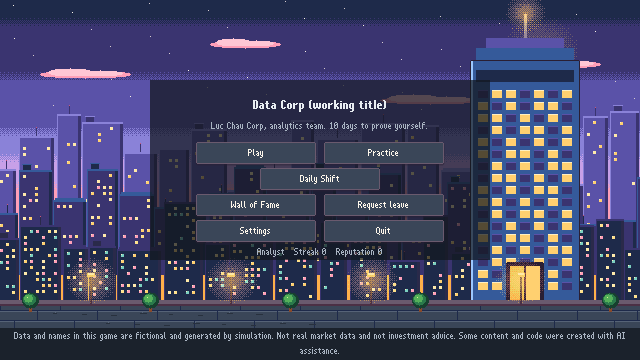 Data Corp (working title)
Luc Chau Corp, analytics team. 10 days to prove yourself.
Play
Practice
Daily Shift
Wall of Fame
Request leave
Settings
Quit
Analyst Streak 0 Reputation 0
Data and names in this game are fictional and generated by simulation. Not real market data and not investment advice. Some content and code were created with AI
assistance.